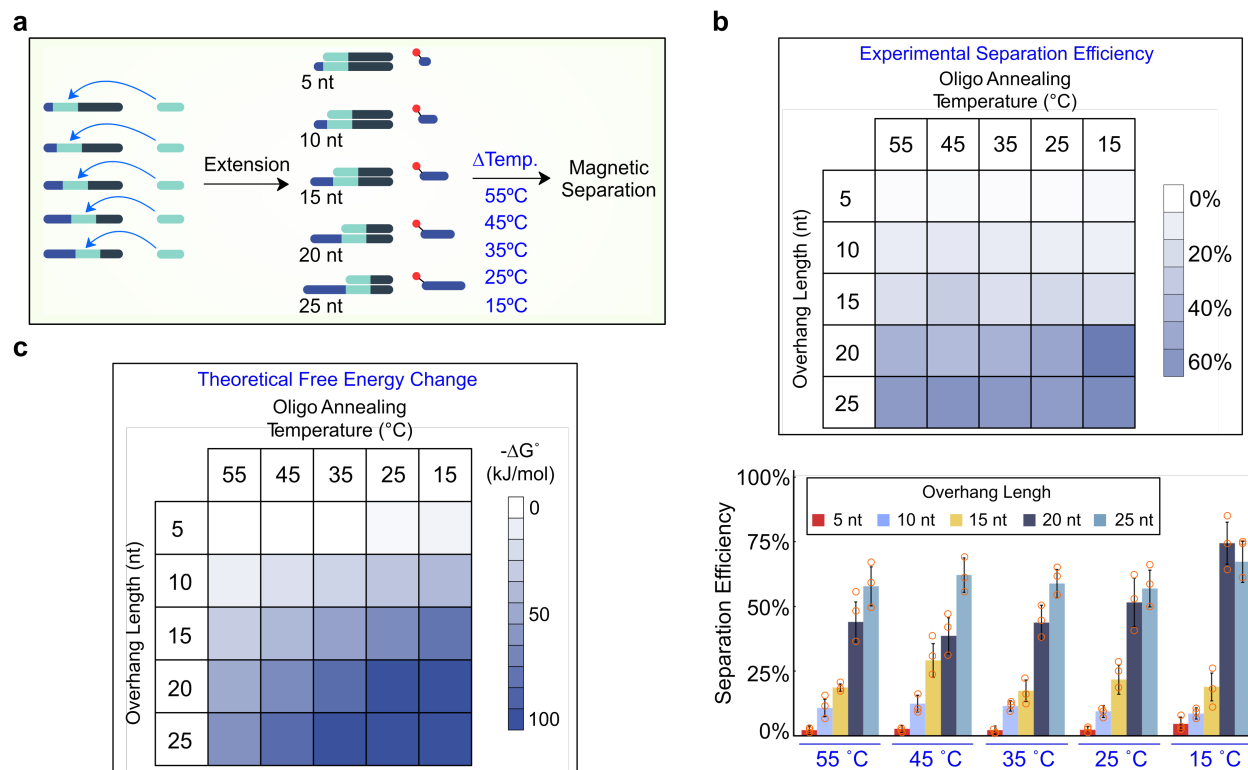 a
Extension
5 nt
10 nt
15 nt
20 nt
25 nt
ΔTemp.
55ºC
45ºC
35ºC
25ºC
15ºC
Magnetic
Separation
b
Experimental Separation Efficiency
Oligo Annealing
Temperature (°C)
55 45 35 25 15
Overhang Length (nt)
5
10
15
20
25
0%
20%
40%
60%
c
Theoretical Free Energy Change
Oligo Annealing
Temperature (°C)
55 45 35 25 15
Overhang Length (nt)
5
10
15
20
25
-ΔG°
(kJ/mol)
0
50
100
Separation Efficiency
100%
75%
50%
25%
0%
Overhang Lengh
5 nt 10 nt 15 nt 20 nt 25 nt
55 °C 45 °C 35 °C 25 °C 15 °C